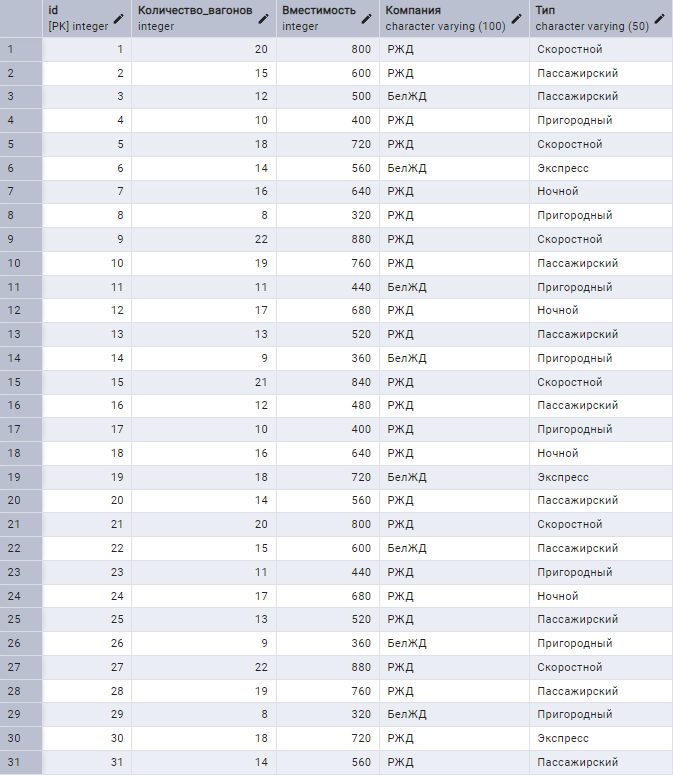 id Количество_вагонов Вместимость Компания Тип
[PK] integer integer integer character varying (100) character varying (50)
1 1 20 800 РЖД Скоростной
2 2 15 600 РЖД Пассажирский
3 3 12 500 БелЖД Пассажирский
4 4 10 400 РЖД Пригородный
5 5 18 720 РЖД Скоростной
6 6 14 560 БелЖД Экспресс
7 7 16 640 РЖД Ночной
8 8 8 320 РЖД Пригородный
9 9 22 880 РЖД Скоростной
10 10 19 760 РЖД Пассажирский
11 11 11 440 БелЖД Пригородный
12 12 17 680 РЖД Ночной
13 13 13 520 РЖД Пассажирский
14 14 9 360 БелЖД Пригородный
15 15 21 840 РЖД Скоростной
16 16 12 480 РЖД Пассажирский
17 17 10 400 РЖД Пригородный
18 18 16 640 РЖД Ночной
19 19 18 720 БелЖД Экспресс
20 20 14 560 РЖД Пассажирский
21 21 20 800 РЖД Скоростной
22 22 15 600 БелЖД Пассажирский
23 23 11 440 РЖД Пригородный
24 24 17 680 РЖД Ночной
25 25 13 520 РЖД Пассажирский
26 26 9 360 БелЖД Пригородный
27 27 22 880 РЖД Скоростной
28 28 19 760 РЖД Пассажирский
29 29 8 320 БелЖД Пригородный
30 30 18 720 РЖД Экспресс
31 31 14 560 РЖД Пассажирский